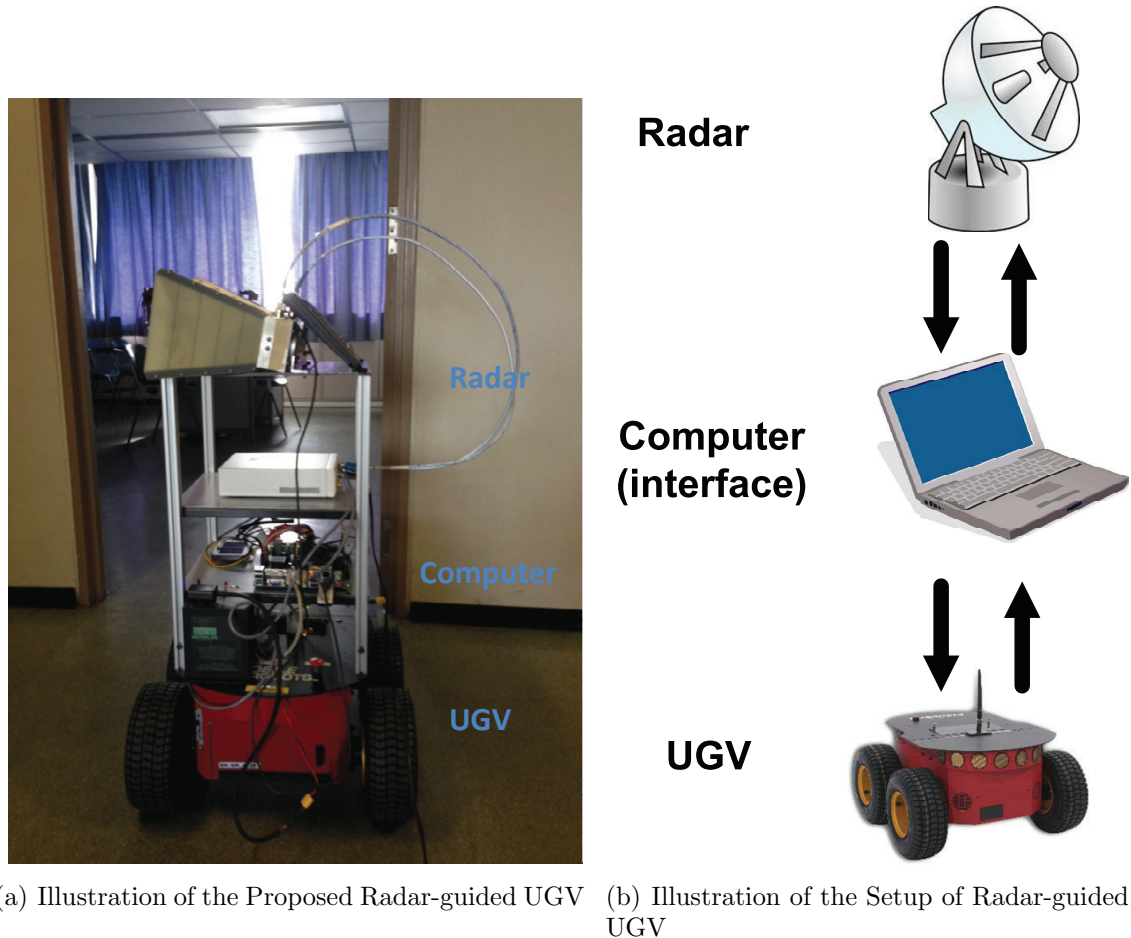 Radar
Computer
UGV
Radar
Computer
(interface)
UGV
ROBOTS
a) Illustration of the Proposed Radar-guided UGV
(b) Illustration of the Setup of Radar-guided
UGV